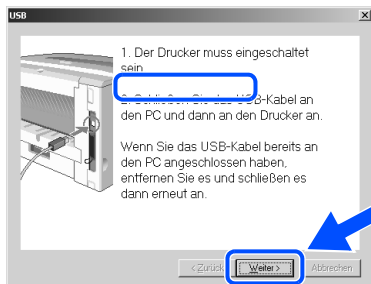 USB
1. Der Drucker muss eingeschaltet
sein
2. Schließen Sie das USB-Kabel an
den PC und dann an den Drucker an.
Wenn Sie das USB-Kabel bereits an
den PC angeschlossen haben,
entfernen Sie es und schließen es
dann erneut an.
< Zurück
Weiter >
Abbrechen